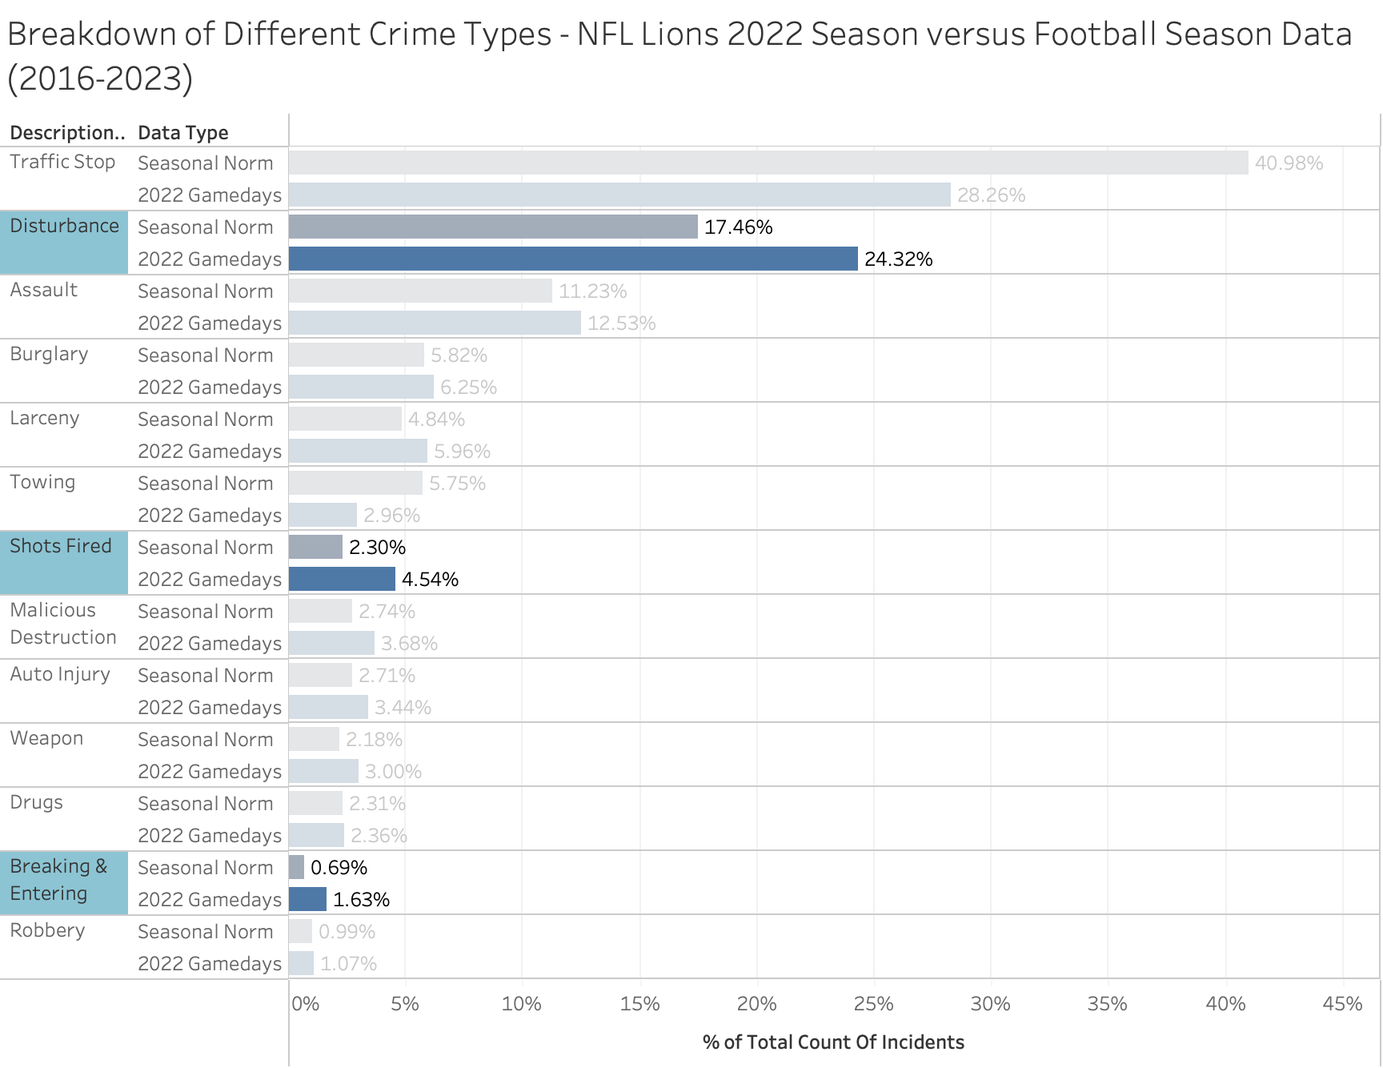 Breakdown of Different Crime Types - NFL Lions 2022 Season versus Football Season Data
(2016-2023)
Description.. Data Type
Traffic Stop Seasonal Norm 40.98%
2022 Gamedays 28.26%
Disturbance Seasonal Norm 17.46%
2022 Gamedays 24.32%
Assault Seasonal Norm 11.23%
2022 Gamedays 12.53%
Burglary Seasonal Norm 5.82%
2022 Gamedays 6.25%
Larceny Seasonal Norm 4.84%
2022 Gamedays 5.96%
Towing Seasonal Norm 5.75%
2022 Gamedays 2.96%
Shots Fired Seasonal Norm 2.30%
2022 Gamedays 4.54%
Malicious Seasonal Norm 2.74%
Destruction 2022 Gamedays 3.68%
Auto Injury Seasonal Norm 2.71%
2022 Gamedays 3.44%
Weapon Seasonal Norm 2.18%
2022 Gamedays 3.00%
Drugs Seasonal Norm 2.31%
2022 Gamedays 2.36%
Breaking & Seasonal Norm 0.69%
Entering 2022 Gamedays 1.63%
Robbery Seasonal Norm 0.99%
2022 Gamedays 1.07%
0% 5% 10% 15% 20% 25% 30% 35% 40% 45%
% of Total Count Of Incidents